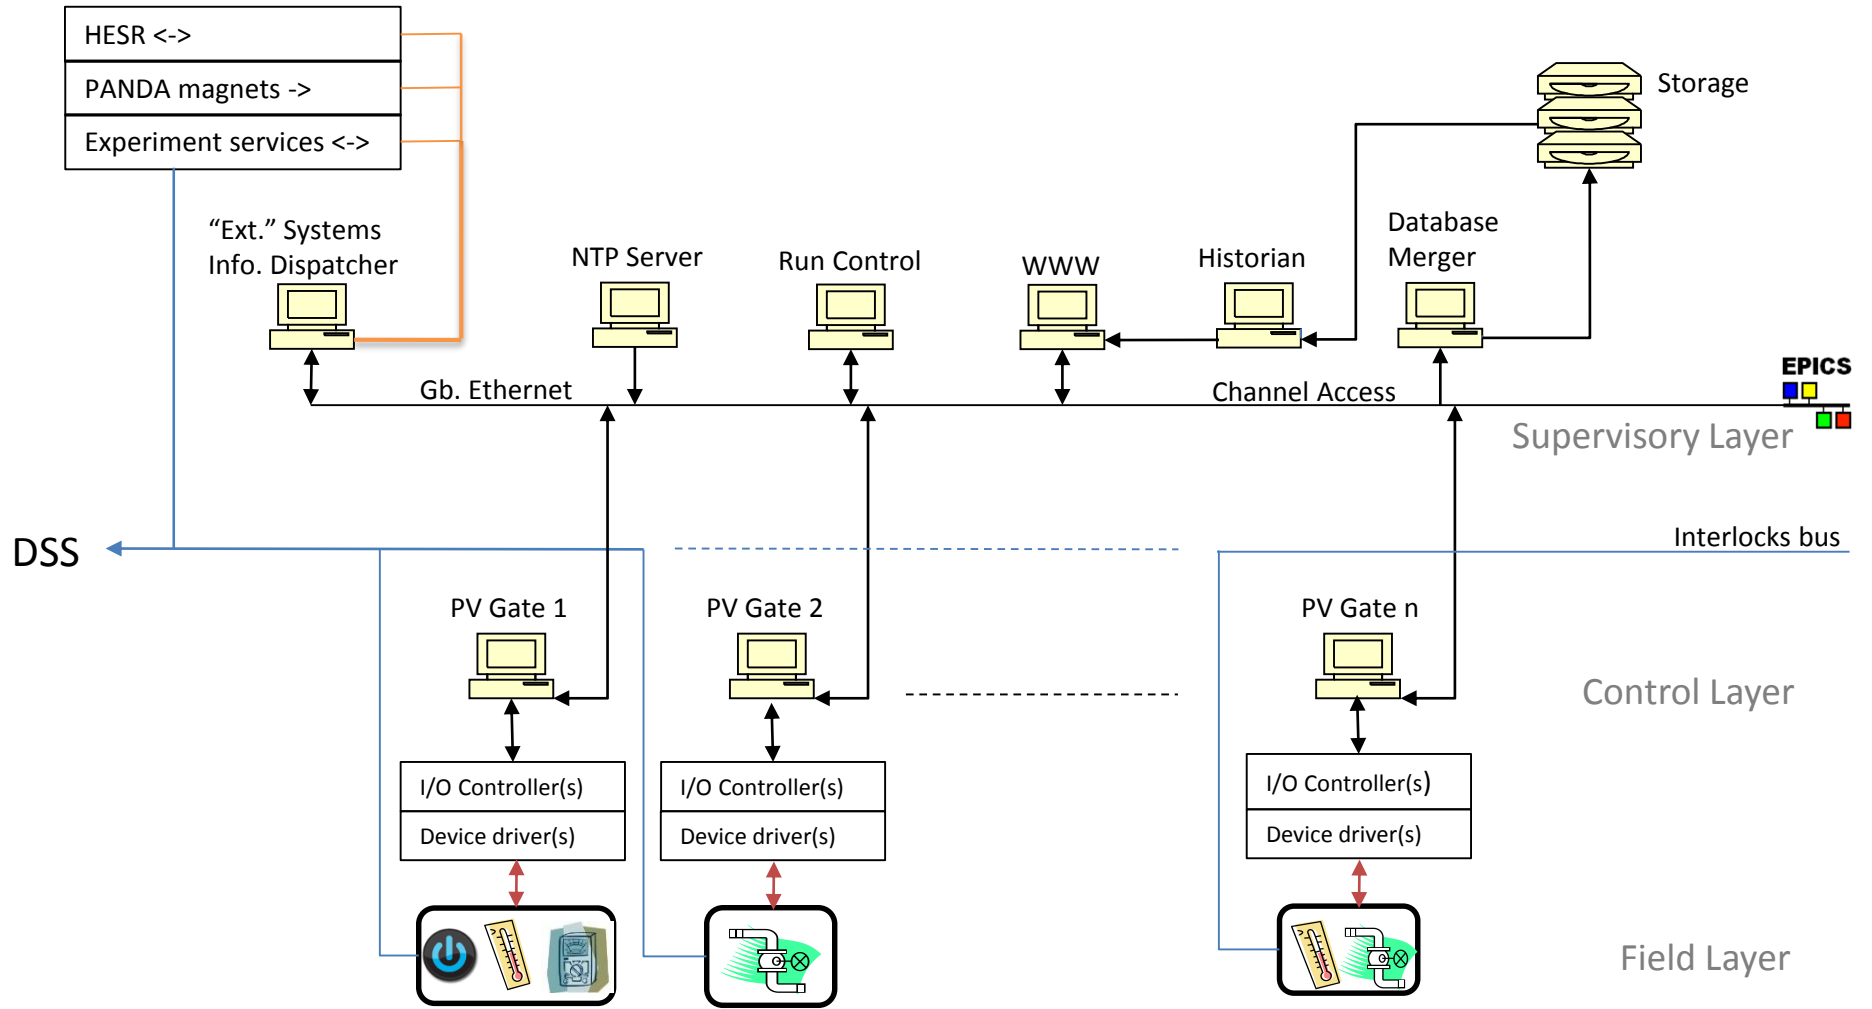 HESR <->
PANDA magnets ->
Experiment services <->
Storage
“Ext.” Systems
Info. Dispatcher
NTP Server
Run Control
WWW
Historian
Database
Merger
Gb. Ethernet
Channel Access
EPICS
Supervisory Layer
DSS
Interlocks bus
PV Gate 1
PV Gate 2
PV Gate n
Control Layer
I/O Controller(s)
Device driver(s)
I/O Controller(s)
Device driver(s)
I/O Controller(s)
Device driver(s)
Field Layer